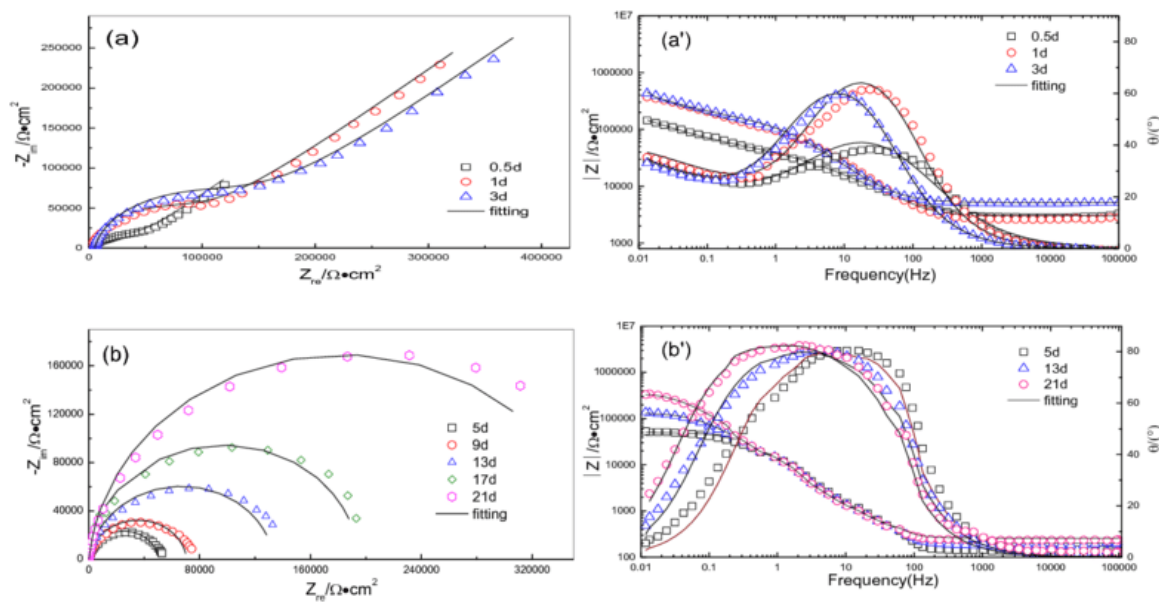 (a)
-Z_im/Ω•cm²
250000
200000
150000
100000
50000
0
0.5d
1d
3d
fitting
0
100000
200000
300000
400000
Z_re/Ω•cm²
(a')
|Z|/Ω•cm²
1E7
1000000
100000
10000
1000
0.5d
1d
3d
fitting
80
60
40
20
0
θ/(°)
0.01
0.1
1
10
100
1000
10000
100000
Frequency(Hz)
(b)
-Z_im/Ω•cm²
160000
120000
80000
40000
0
5d
9d
13d
17d
21d
fitting
0
80000
160000
240000
320000
Z_re/Ω•cm²
(b')
|Z|/Ω•cm²
1E7
1000000
100000
10000
1000
100
5d
13d
21d
fitting
80
60
40
20
0
θ/(°)
0.01
0.1
1
10
100
1000
10000
100000
Frequency(Hz)